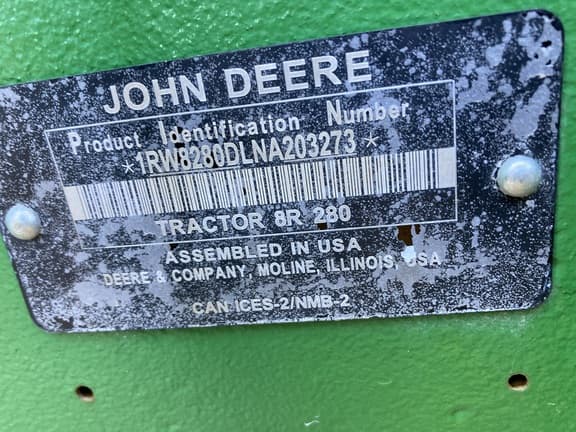 JOHN DEERE
Product Identification Number
*1RW8280DLNA203273*
TRACTOR 8R 280
ASSEMBLED IN USA
DEERE & COMPANY, MOLINE, ILLINOIS, USA
CAN ICES-2/NMB-2